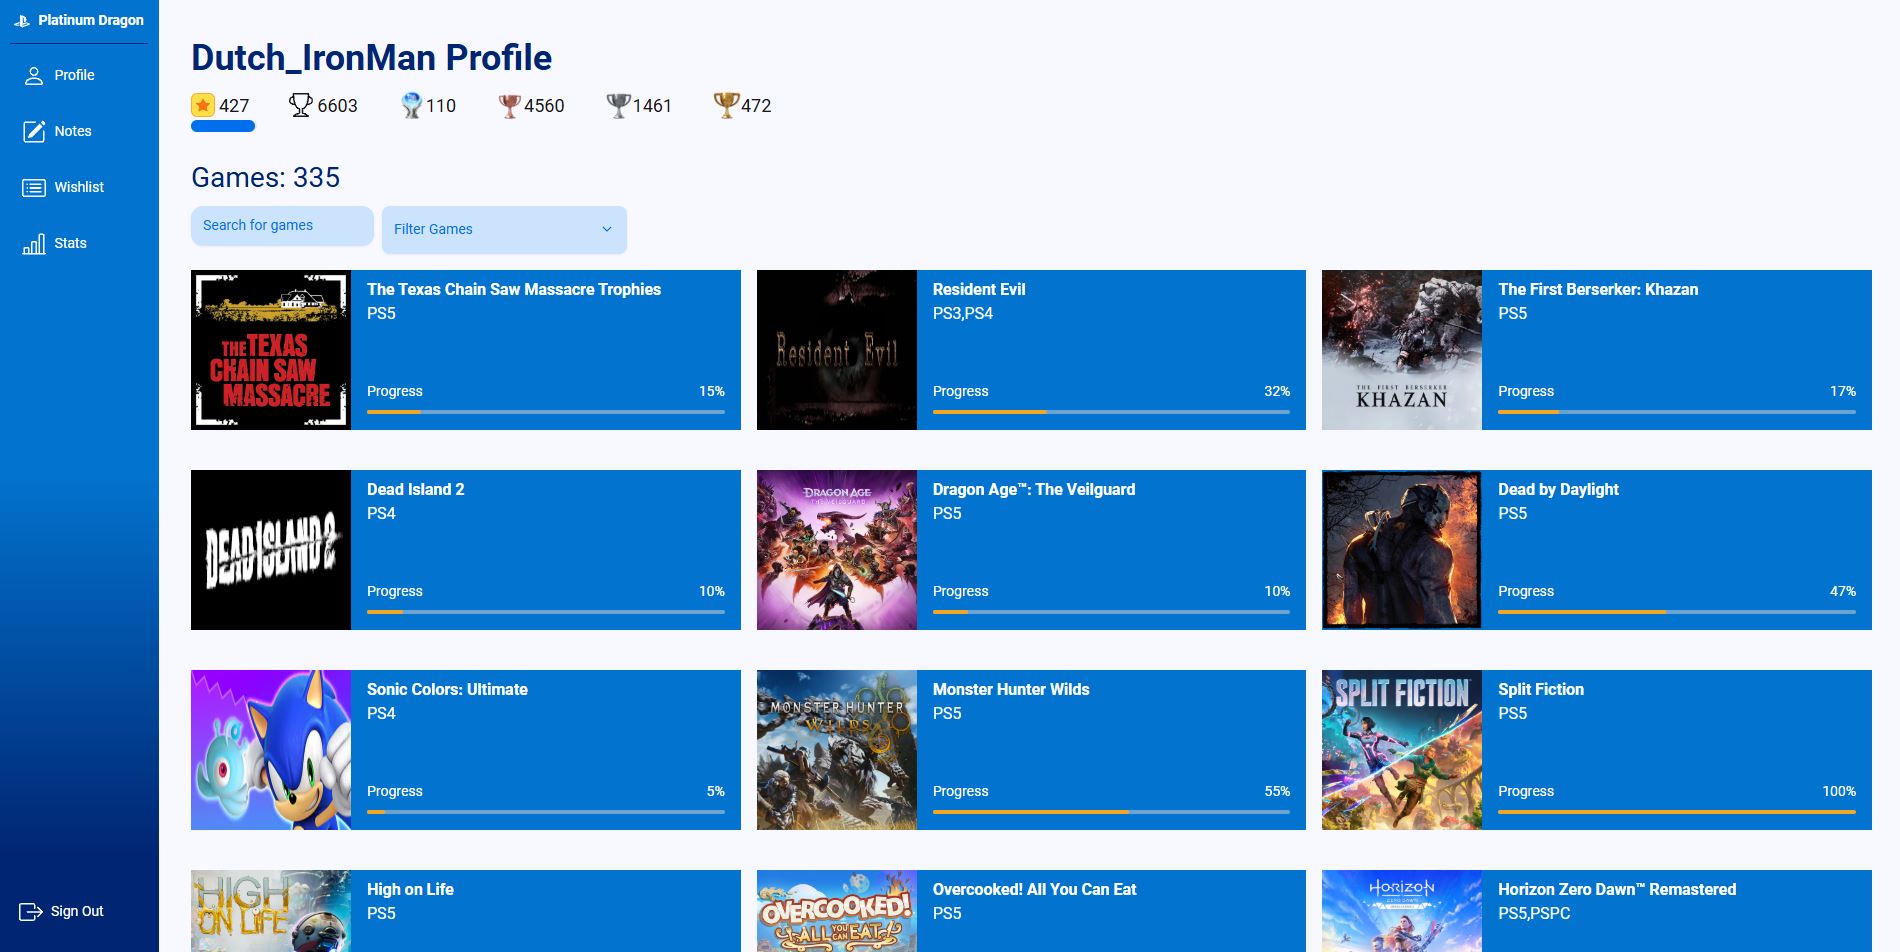 Platinum Dragon
Profile
Notes
Wishlist
Stats
Sign Out
Dutch_IronMan Profile
427 6603 110 4560 1461 472
Games: 335
Search for games
Filter Games
THE TEXAS
CHAIN SAW
MASSACRE
The Texas Chain Saw Massacre Trophies
PS5
Progress 15%
Resident Evil
Resident Evil
PS3,PS4
Progress 32%
THE FIRST BERSERKER
KHAZAN
The First Berserker: Khazan
PS5
Progress 17%
DEAD ISLAND 2
Dead Island 2
PS4
Progress 10%
DRAGON AGE
THE VEILGUARD
Dragon Age™: The Veilguard
PS5
Progress 10%
Dead by Daylight
PS5
Progress 47%
Sonic Colors: Ultimate
PS4
Progress 5%
MONSTER HUNTER
WILDS
Monster Hunter Wilds
PS5
Progress 55%
SPLIT FICTION
Split Fiction
PS5
Progress 100%
HIGH
ON LIFE
High on Life
PS5
OVERCOOKED!
ALL YOU CAN EAT
Overcooked! All You Can Eat
PS5
HORIZON
ZERO DAWN
Horizon Zero Dawn™ Remastered
PS5,PSPC